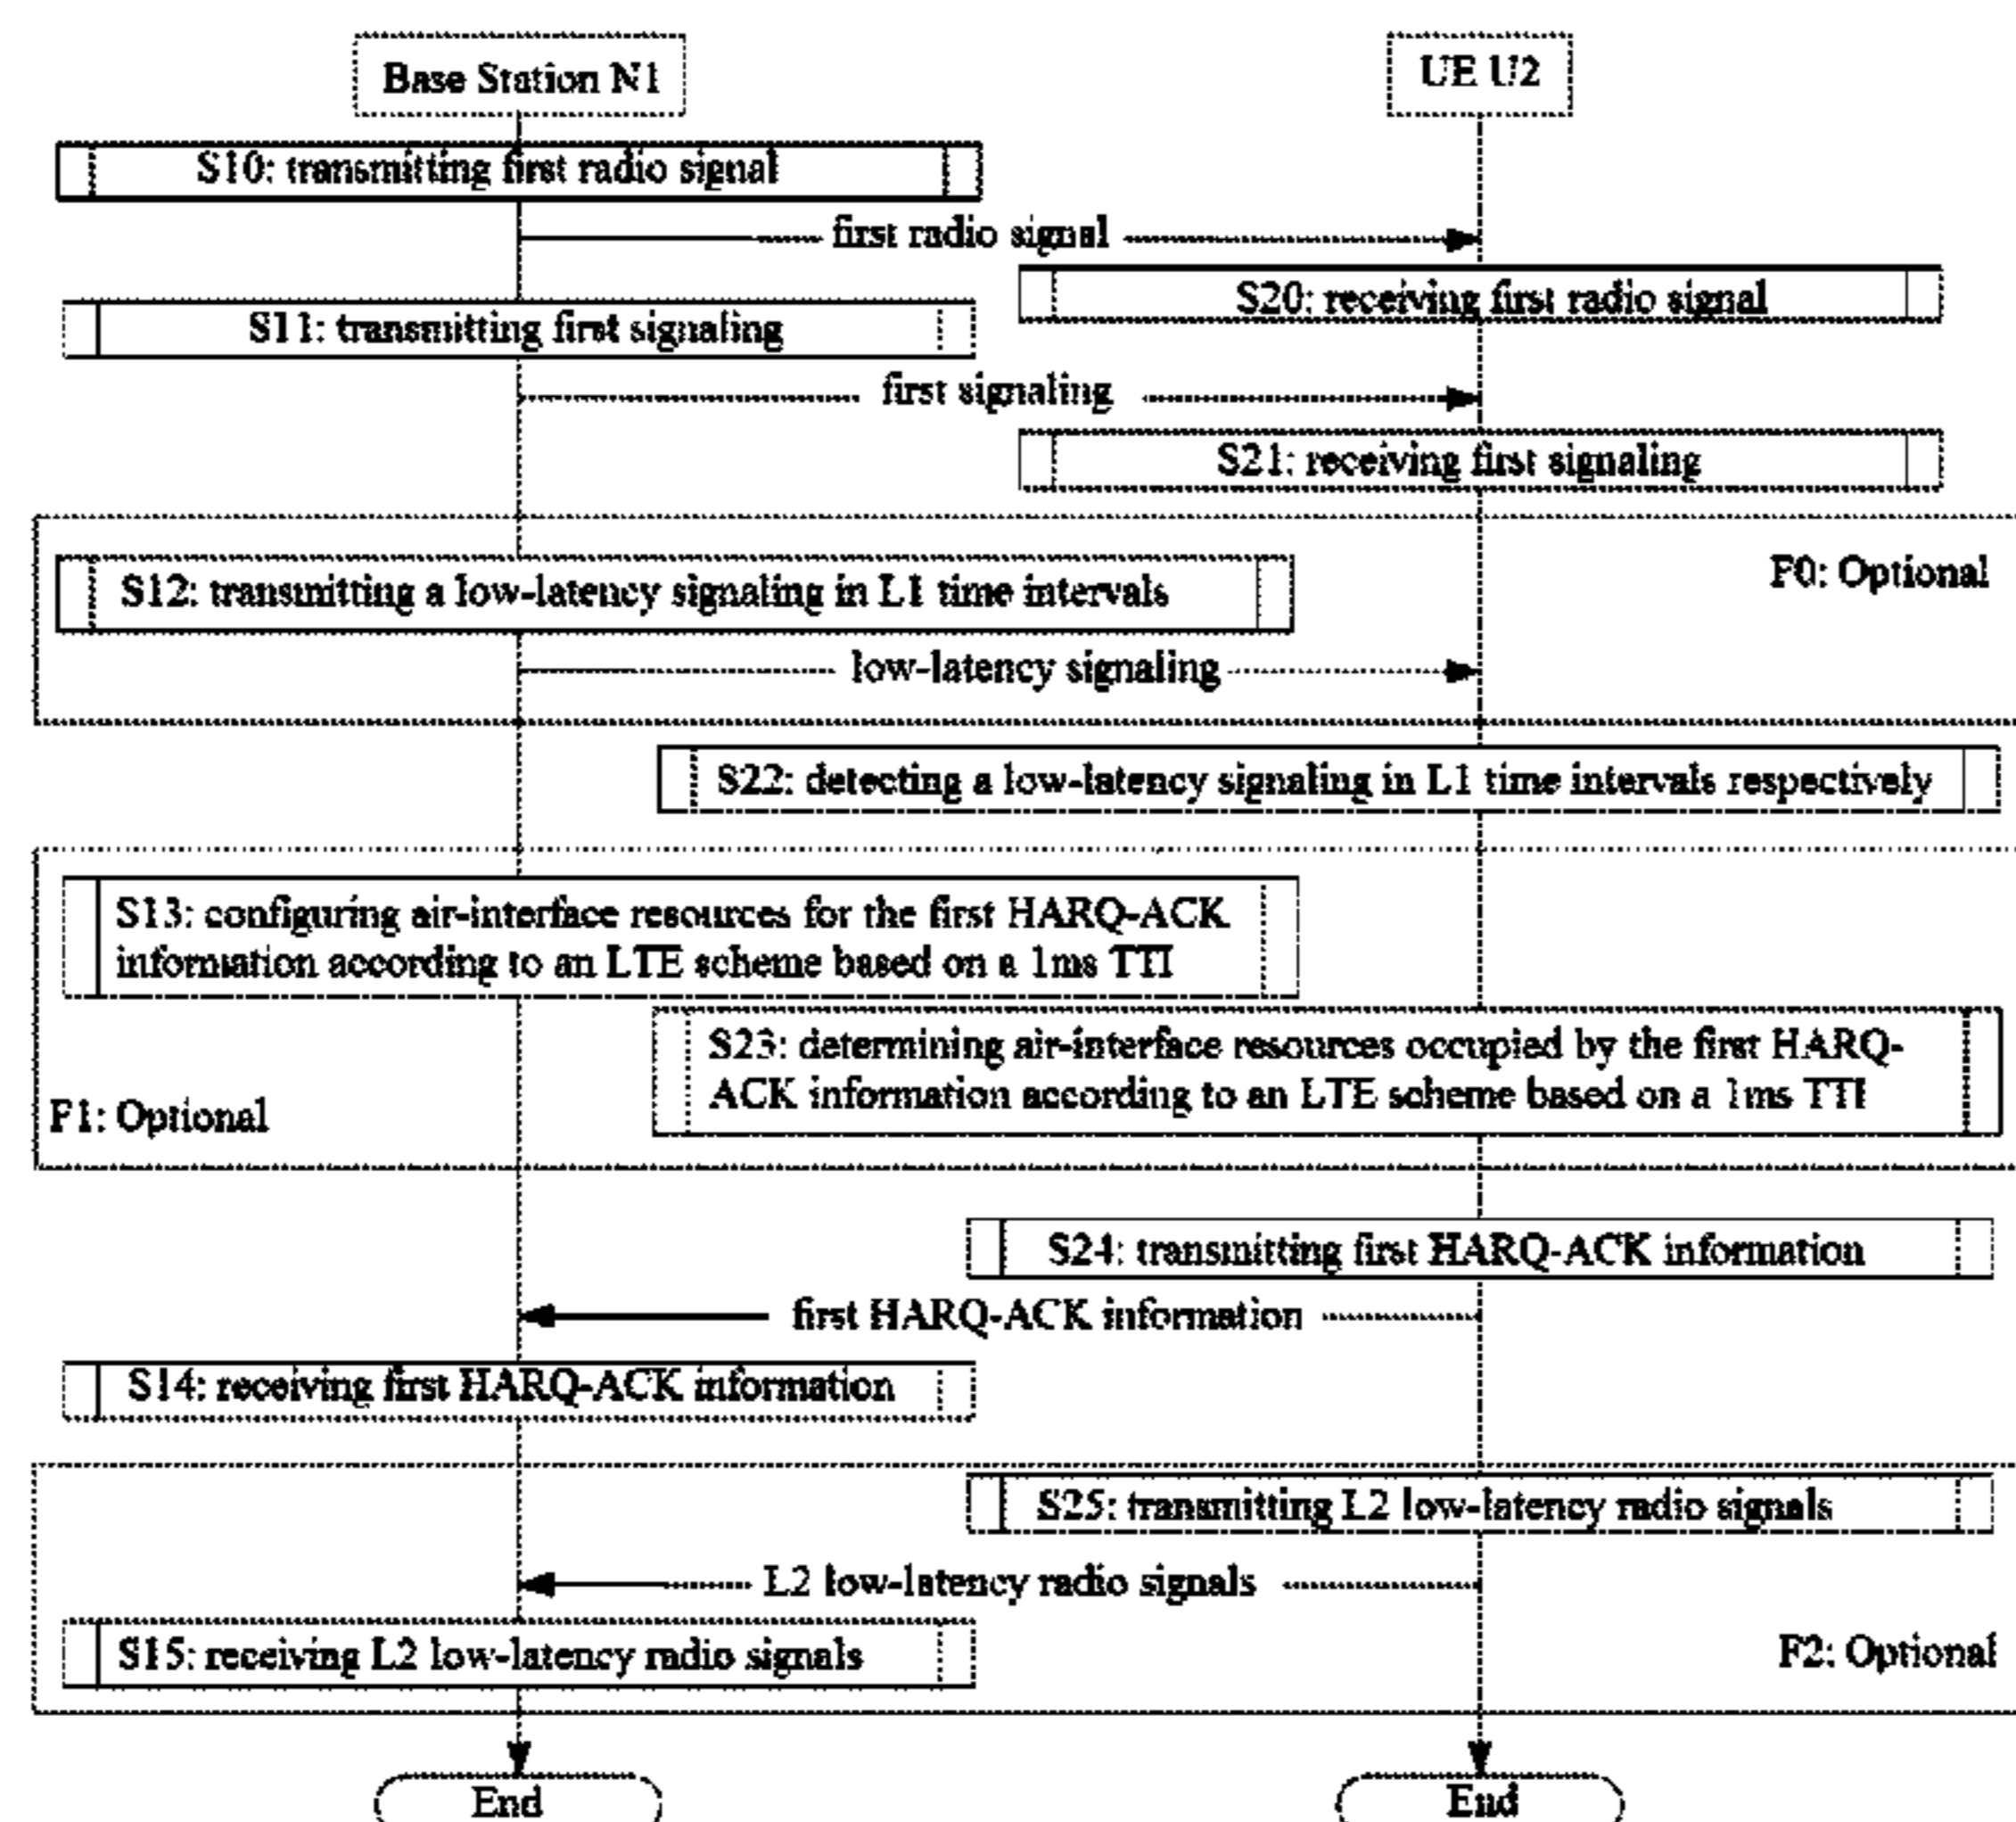 Base Station N1
UE U2
S10: transmitting first radio signal
first radio signal
S20: receiving first radio signal
S11: transmitting first signaling
first signaling
S21: receiving first signaling
F0: Optional
S12: transmitting a low-latency signaling in L1 time intervals
low-latency signaling
S22: detecting a low-latency signaling in L1 time intervals respectively
S13: configuring air-interface resources for the first HARQ-ACK
information according to an LTE scheme based on a 1ms TTI
S23: determining air-interface resources occupied by the first HARQ-
ACK information according to an LTE scheme based on a 1ms TTI
F1: Optional
S24: transmitting first HARQ-ACK information
first HARQ-ACK information
S14: receiving first HARQ-ACK information
S25: transmitting L2 low-latency radio signals
L2 low-latency radio signals
S15: receiving L2 low-latency radio signals
F2: Optional
End
End